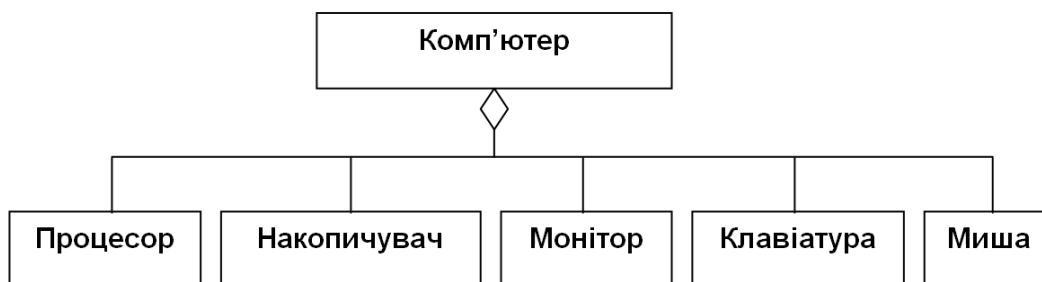 Комп’ютер
Процесор
Накопичувач
Монітор
Клавіатура
Миша